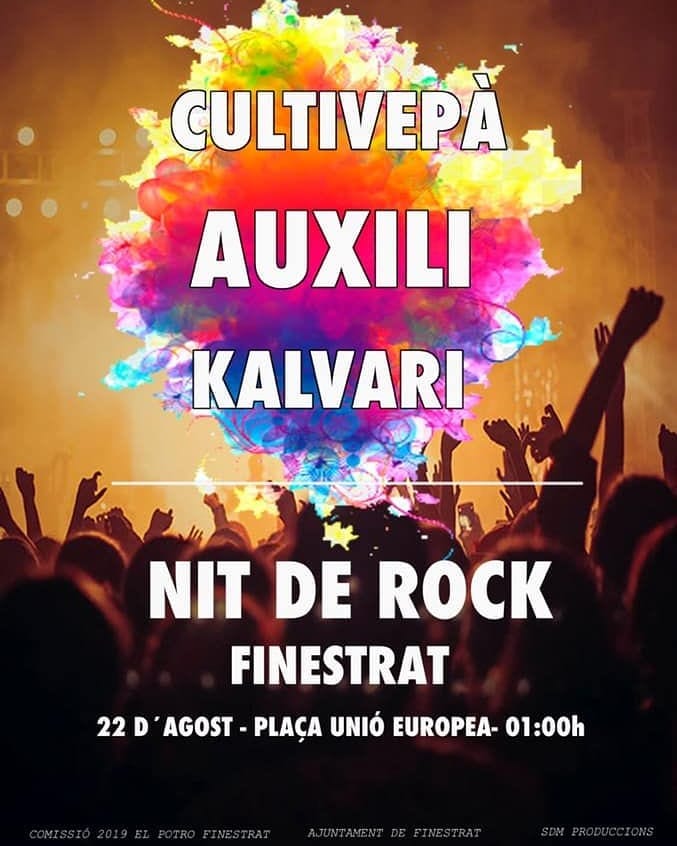 CULTIVEPÀ
AUXILI
KALVARI
NIT DE ROCK
FINESTRAT
22 D´AGOST - PLAÇA UNIÓ EUROPEA- 01:00h
COMISSIÓ 2019 EL POTRO FINESTRAT AJUNTAMENT DE FINESTRAT SDM PRODUCCIONS